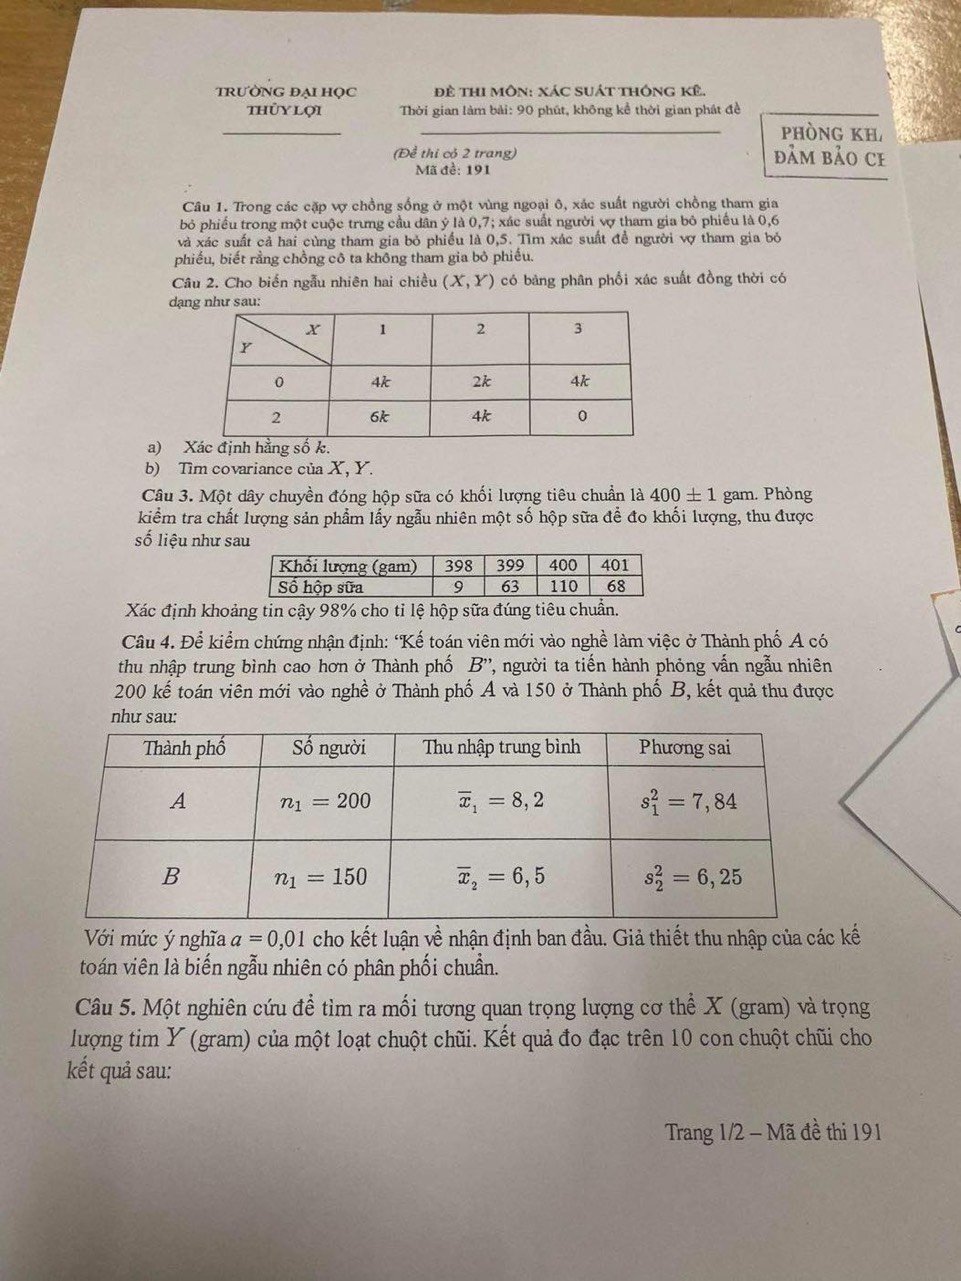 TRƯỜNG ĐẠI HỌC
THỦY LỢI
ĐỀ THI MÔN: XÁC SUẤT THỐNG KÊ.
Thời gian làm bài: 90 phút, không kể thời gian phát đề
(Đề thi có 2 trang)
Mã đề: 191
PHÒNG KH
ĐẢM BẢO CH
Câu 1. Trong các cặp vợ chồng sống ở một vùng ngoại ô, xác suất người chồng tham gia
bỏ phiếu trong một cuộc trưng cầu dân ý là 0,7; xác suất người vợ tham gia bỏ phiếu là 0,6
và xác suất cả hai cùng tham gia bỏ phiếu là 0,5. Tìm xác suất để người vợ tham gia bỏ
phiếu, biết rằng chồng cô ta không tham gia bỏ phiếu.
Câu 2. Cho biến ngẫu nhiên hai chiều (X, Y) có bảng phân phối xác suất đồng thời có
dạng như sau:
X 1 2 3
Y
0 4k 2k 4k
2 6k 4k 0
a) Xác định hằng số k.
b) Tìm covariance của X, Y.
Câu 3. Một dây chuyền đóng hộp sữa có khối lượng tiêu chuẩn là 400 ± 1 gam. Phòng
kiểm tra chất lượng sản phẩm lấy ngẫu nhiên một số hộp sữa để đo khối lượng, thu được
số liệu như sau
Khối lượng (gam) 398 399 400 401
Số hộp sữa 9 63 110 68
Xác định khoảng tin cậy 98% cho tỉ lệ hộp sữa đúng tiêu chuẩn.
Câu 4. Để kiểm chứng nhận định: “Kế toán viên mới vào nghề làm việc ở Thành phố A có
thu nhập trung bình cao hơn ở Thành phố B”, người ta tiến hành phỏng vấn ngẫu nhiên
200 kế toán viên mới vào nghề ở Thành phố A và 150 ở Thành phố B, kết quả thu được
như sau:
Thành phố Số người Thu nhập trung bình Phương sai
A n₁ = 200 x̄₁ = 8,2 s₁² = 7,84
B n₁ = 150 x̄₂ = 6,5 s₂² = 6,25
Với mức ý nghĩa α = 0,01 cho kết luận về nhận định ban đầu. Giả thiết thu nhập của các kế
toán viên là biến ngẫu nhiên có phân phối chuẩn.
Câu 5. Một nghiên cứu để tìm ra mối tương quan trọng lượng cơ thể X (gram) và trọng
lượng tim Y (gram) của một loạt chuột chũi. Kết quả đo đạc trên 10 con chuột chũi cho
kết quả sau:
Trang 1/2 – Mã đề thi 191